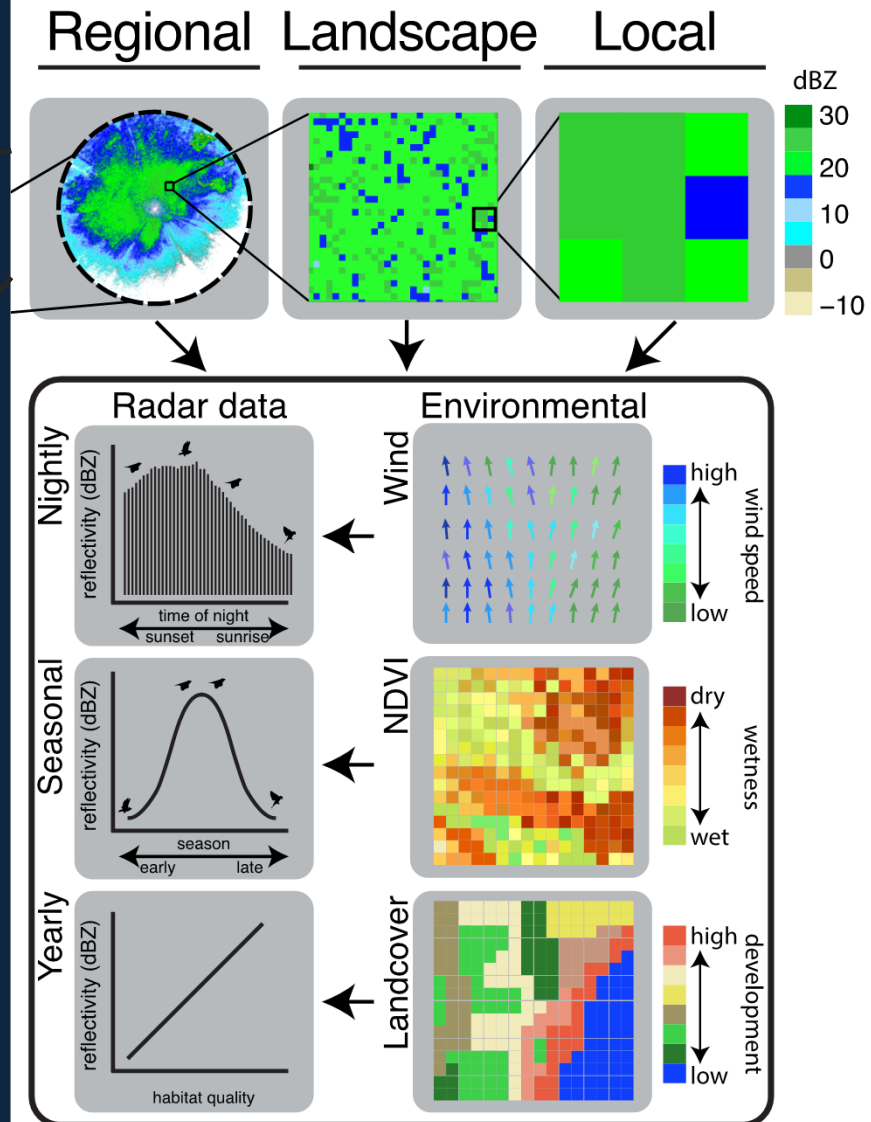 Regional
Landscape
Local
dBZ
30
20
10
0
−10
Radar data
Environmental
Nightly
reflectivity (dBZ)
time of night
sunset
sunrise
Wind
high
low
wind speed
Seasonal
reflectivity (dBZ)
season
early
late
NDVI
dry
wet
wetness
Yearly
reflectivity (dBZ)
habitat quality
Landcover
high
low
development